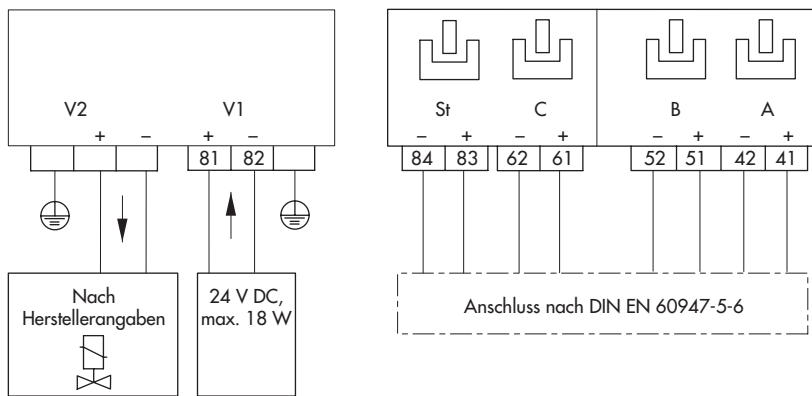 V2 V1
+ – + –
81 82
Nach
Herstellerangaben
24 V DC,
max. 18 W
St C B A
– + – + – + – +
84 83 62 61 52 51 42 41
Anschluss nach DIN EN 60947-5-6